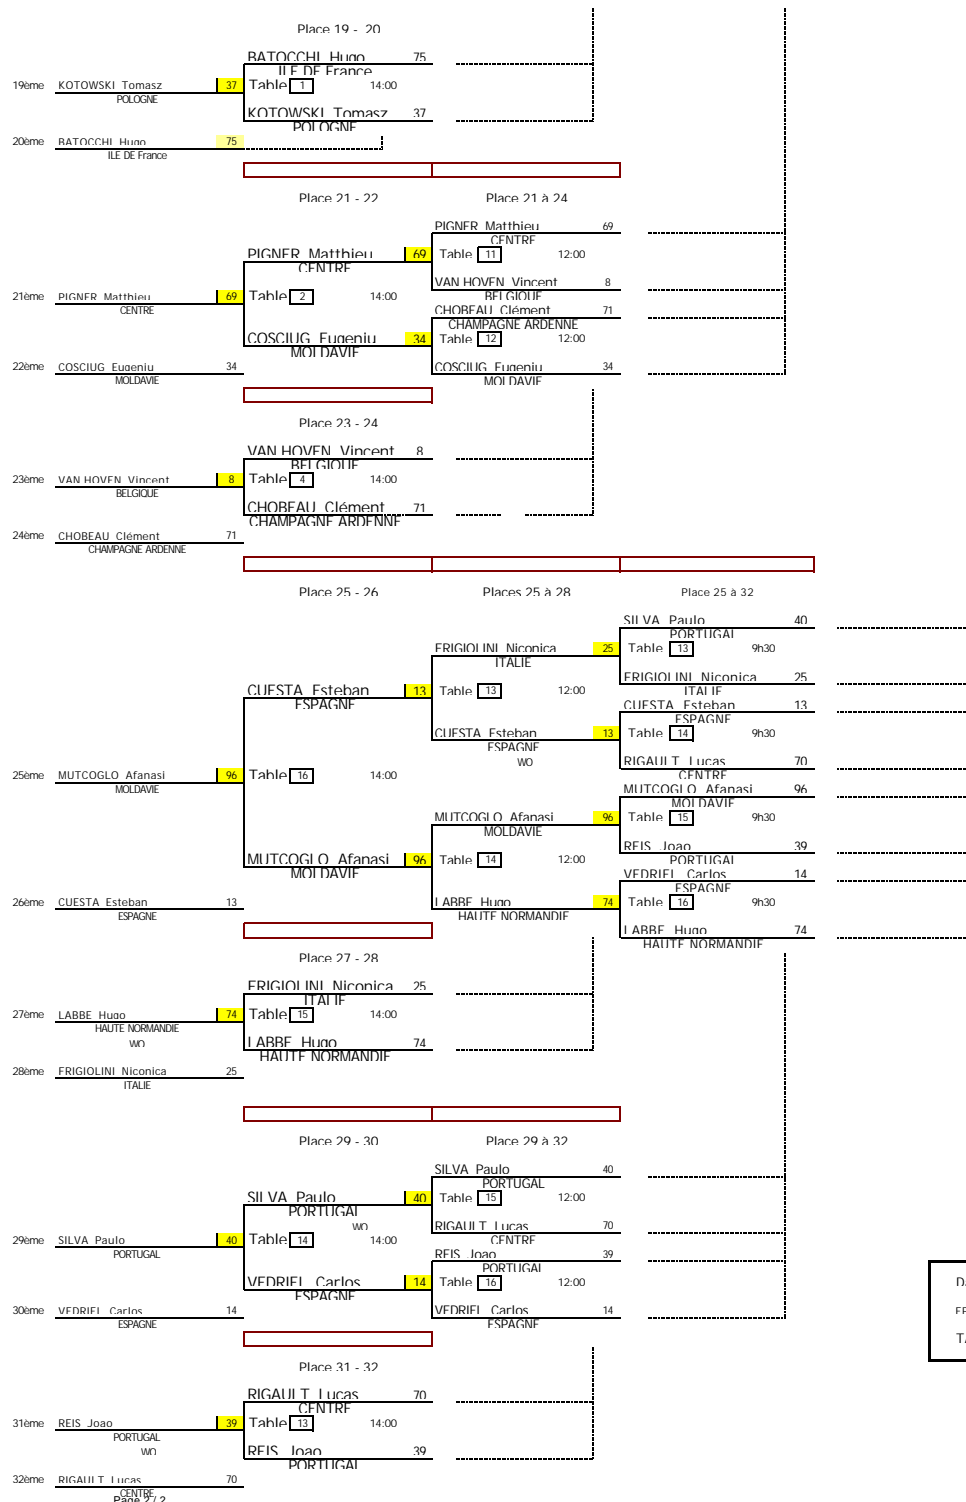 Place 19 - 20
BATOCCHI Hugo 75
ILE DE France
19ème KOTOWSKI Tomasz 37 Table 1 14:00
POLOGNE
KOTOWSKI Tomasz 37
POLOGNE
20ème BATOCCHI Hugo 75
ILE DE France
Place 21 - 22 Place 21 à 24
PIGNER Matthieu 69
CENTRE
PIGNER Matthieu 69 Table 11 12:00
CENTRE
VAN HOVEN Vincent 8
BELGIQUE
21ème PIGNER Matthieu 69 Table 2 14:00
CENTRE
CHOBEAU Clément 71
CHAMPAGNE ARDENNE
COSCIUG Eugeniu 34 Table 12 12:00
MOLDAVIE
22ème COSCIUG Eugeniu 34
MOLDAVIE
COSCIUG Eugeniu 34
MOLDAVIE
Place 23 - 24
VAN HOVEN Vincent 8
BELGIQUE
23ème VAN HOVEN Vincent 8 Table 4 14:00
BELGIQUE
CHOBEAU Clément 71
CHAMPAGNE ARDENNE
24ème CHOBEAU Clément 71
CHAMPAGNE ARDENNE
Place 25 - 26 Places 25 à 28 Place 25 à 32
SILVA Paulo 40
PORTUGAL
FRIGIOLINI Niconica 25 Table 13 9h30
ITALIE
FRIGIOLINI Niconica 25
ITALIE
CUESTA Esteban 13 Table 13 12:00
ESPAGNE
CUESTA Esteban 13
ESPAGNE
CUESTA Esteban 13 Table 14 9h30
ESPAGNE
WO
RIGAULT Lucas 70
CENTRE
25ème MUTCOGLO Afanasi 96 Table 16 14:00
MOLDAVIE
MUTCOGLO Afanasi 96
MOLDAVIE
MUTCOGLO Afanasi 96 Table 15 9h30
MOLDAVIE
REIS Joao 39
PORTUGAL
MUTCOGLO Afanasi 96 Table 14 12:00
MOLDAVIE
VEDRIEL Carlos 14
ESPAGNE
26ème CUESTA Esteban 13
ESPAGNE
LABBE Hugo 74 Table 16 9h30
HAUTE NORMANDIE
LABBE Hugo 74
HAUTE NORMANDIE
Place 27 - 28
FRIGIOLINI Niconica 25
ITALIE
27ème LABBE Hugo 74 Table 15 14:00
HAUTE NORMANDIE
WO
LABBE Hugo 74
HAUTE NORMANDIE
28ème FRIGIOLINI Niconica 25
ITALIE
Place 29 - 30 Place 29 à 32
SILVA Paulo 40
PORTUGAL
SILVA Paulo 40 Table 15 12:00
PORTUGAL
WO
RIGAULT Lucas 70
CENTRE
29ème SILVA Paulo 40 Table 14 14:00
PORTUGAL
REIS Joao 39
PORTUGAL
VEDRIEL Carlos 14 Table 16 12:00
ESPAGNE
30ème VEDRIEL Carlos 14
ESPAGNE
VEDRIEL Carlos 14
ESPAGNE
Place 31 - 32
RIGAULT Lucas 70
CENTRE
31ème REIS Joao 39 Table 13 14:00
PORTUGAL
WO
REIS Joao 39
PORTUGAL
32ème RIGAULT Lucas 70
CENTRE
Page 2 / 2